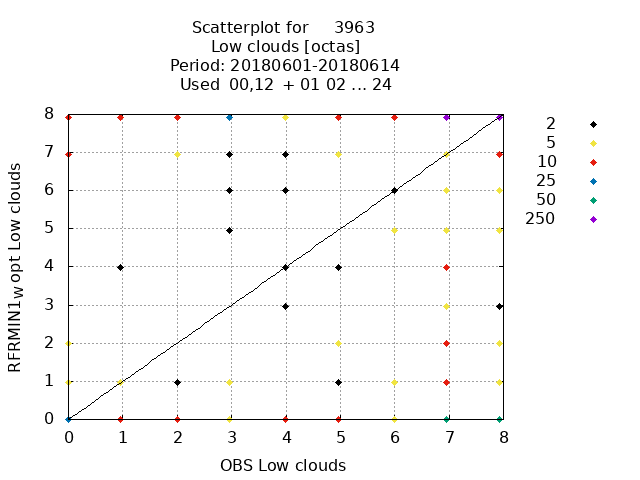 Scatterplot for 3963
Low clouds [octas]
Period: 20180601-20180614
Used 00,12 + 01 02 ... 24
8
7
6
5
4
3
2
1
0
0 1 2 3 4 5 6 7 8
RFRMIN1w opt Low clouds
OBS Low clouds
2
5
10
25
50
250